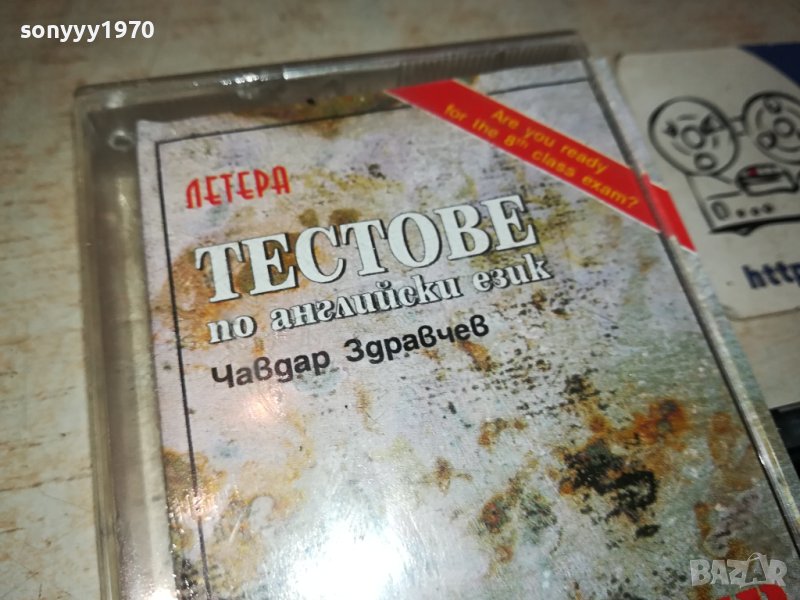 sonyyy1970
Are you ready
for the 8th class exam?
ЛЕТЕРА
ТЕСТОВЕ
по английски език
Чавдар Здравчев
http
BAZAR